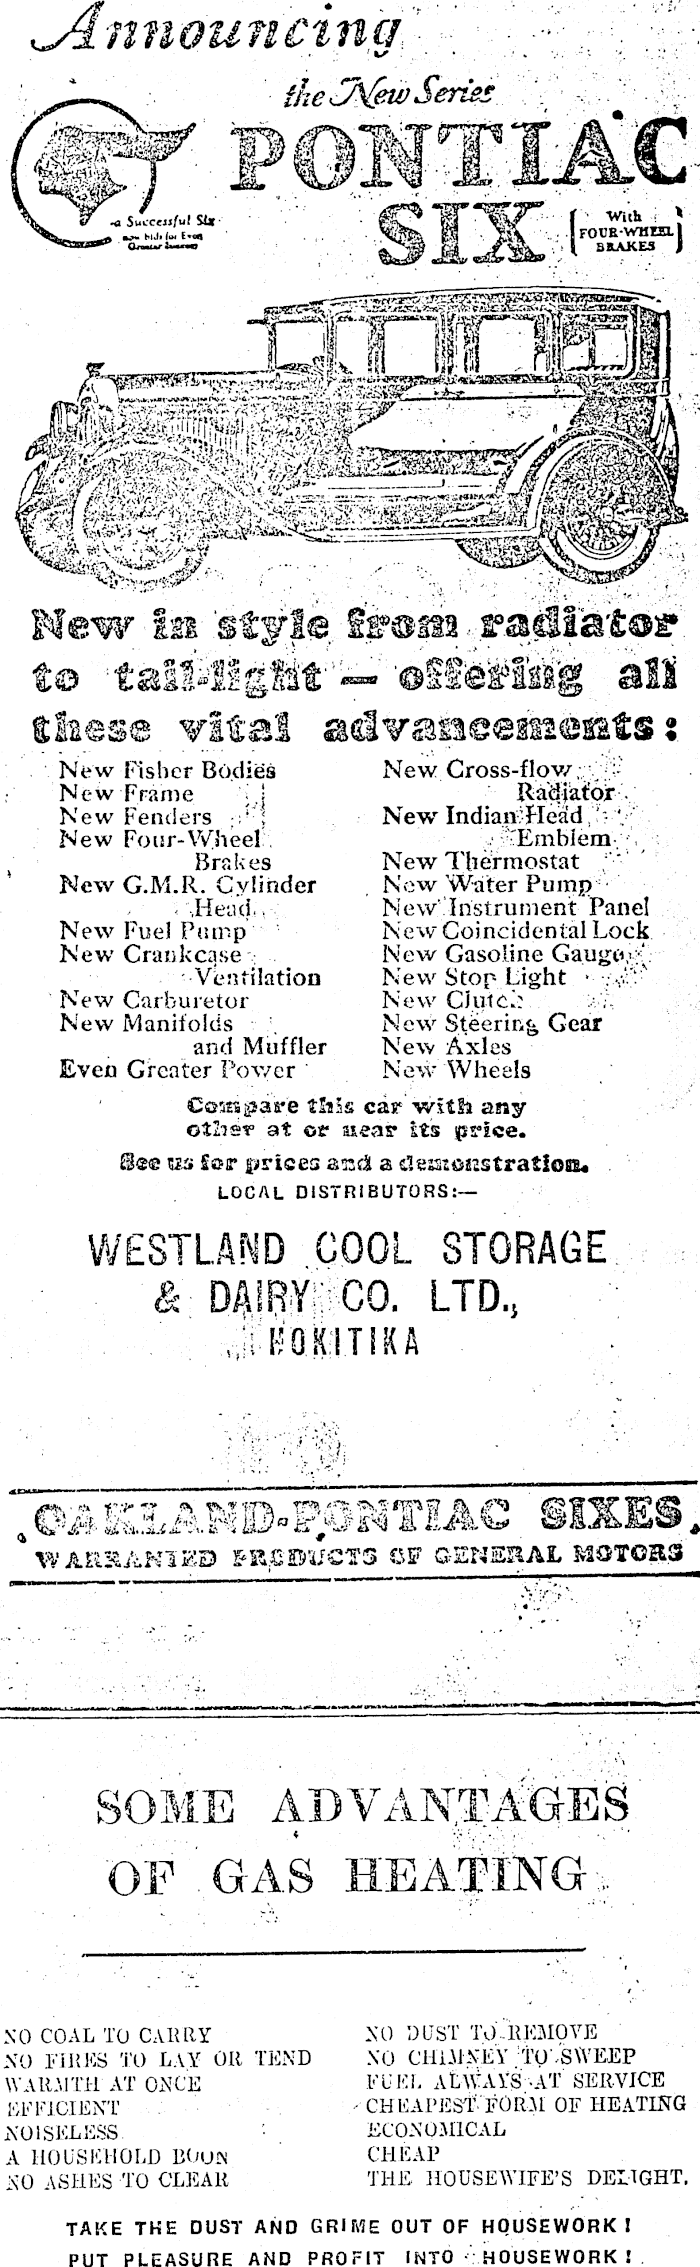 Announcing
the New Series
PONTIAC
SIX
With
FOUR-WHEEL
BRAKES
a Successful Six
now bids for Even
Greater Success
New in style from radiator
to tail-light — offering all
these vital advancements:
New Fisher Bodies
New Frame
New Fenders
New Four-Wheel
Brakes
New G.M.R. Cylinder
Head
New Fuel Pump
New Crankcase
Ventilation
New Carburetor
New Manifolds
and Muffler
Even Greater Power
New Cross-flow
Radiator
New Indian Head
Emblem
New Thermostat
New Water Pump
New Instrument Panel
New Coincidental Lock
New Gasoline Gauge
New Stop Light
New Clutch
New Steering Gear
New Axles
New Wheels
Compare this car with any
other at or near its price.
See us for prices and a demonstration.
LOCAL DISTRIBUTORS:—
WESTLAND COOL STORAGE
& DAIRY CO. LTD.,
HOKITIKA
OAKLAND-PONTIAC SIXES
WARRANTED PRODUCTS OF GENERAL MOTORS
SOME ADVANTAGES
OF GAS HEATING
NO COAL TO CARRY
NO FIRES TO LAY OR TEND
WARMTH AT ONCE
EFFICIENT
NOISELESS
A HOUSEHOLD BOON
NO ASHES TO CLEAR
NO DUST TO REMOVE
NO CHIMNEY TO SWEEP
FUEL ALWAYS AT SERVICE
CHEAPEST FORM OF HEATING
ECONOMICAL
CHEAP
THE HOUSEWIFE'S DELIGHT.
TAKE THE DUST AND GRIME OUT OF HOUSEWORK!
PUT PLEASURE AND PROFIT INTO HOUSEWORK!